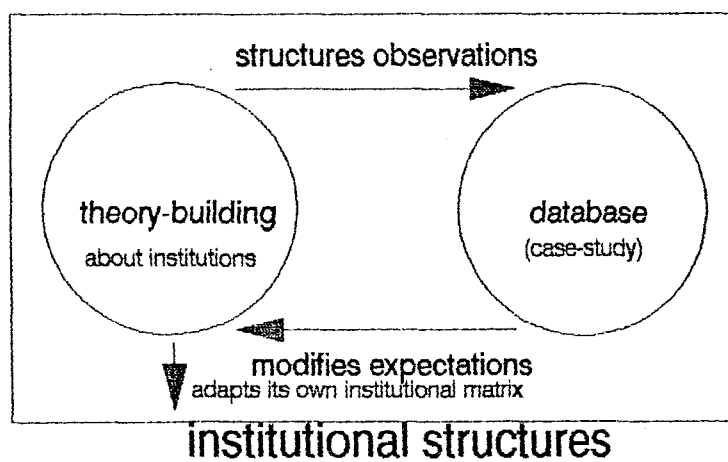 structures observations
theory-building
about institutions
database
(case-study)
modifies expectations
adapts its own institutional matrix
institutional structures